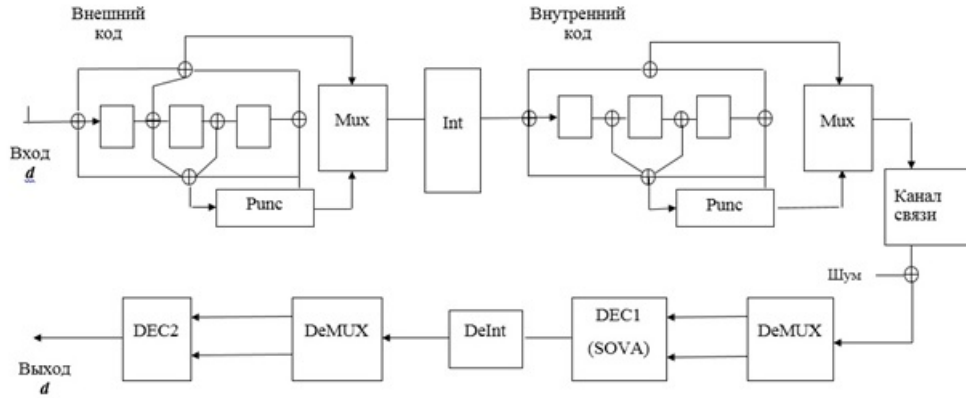 Внешний
код
Внутренний
код
Mux
Int
Mux
Вход
d
Punc
Punc
Канал
связи
Шум
DEC2
DeMUX
DeInt
DEC1
(SOVA)
DeMUX
Выход
d